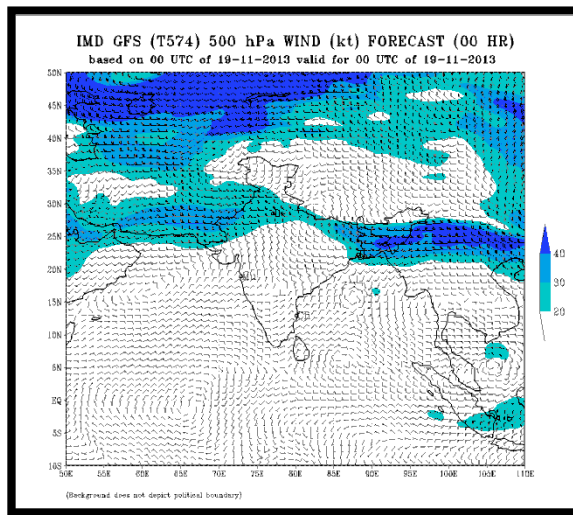 IMD GFS (T574) 500 hPa WIND (kt) FORECAST (00 HR)
based on 00 UTC of 19-11-2013 valid for 00 UTC of 19-11-2013
50N
45N
40N
35N
30N
25N
20N
15N
10N
5N
EQ
5S
10S
50E 55E 60E 65E 70E 75E 80E 85E 90E 95E 100E 105E 110E
40
30
20
(Background does not depict political boundary)